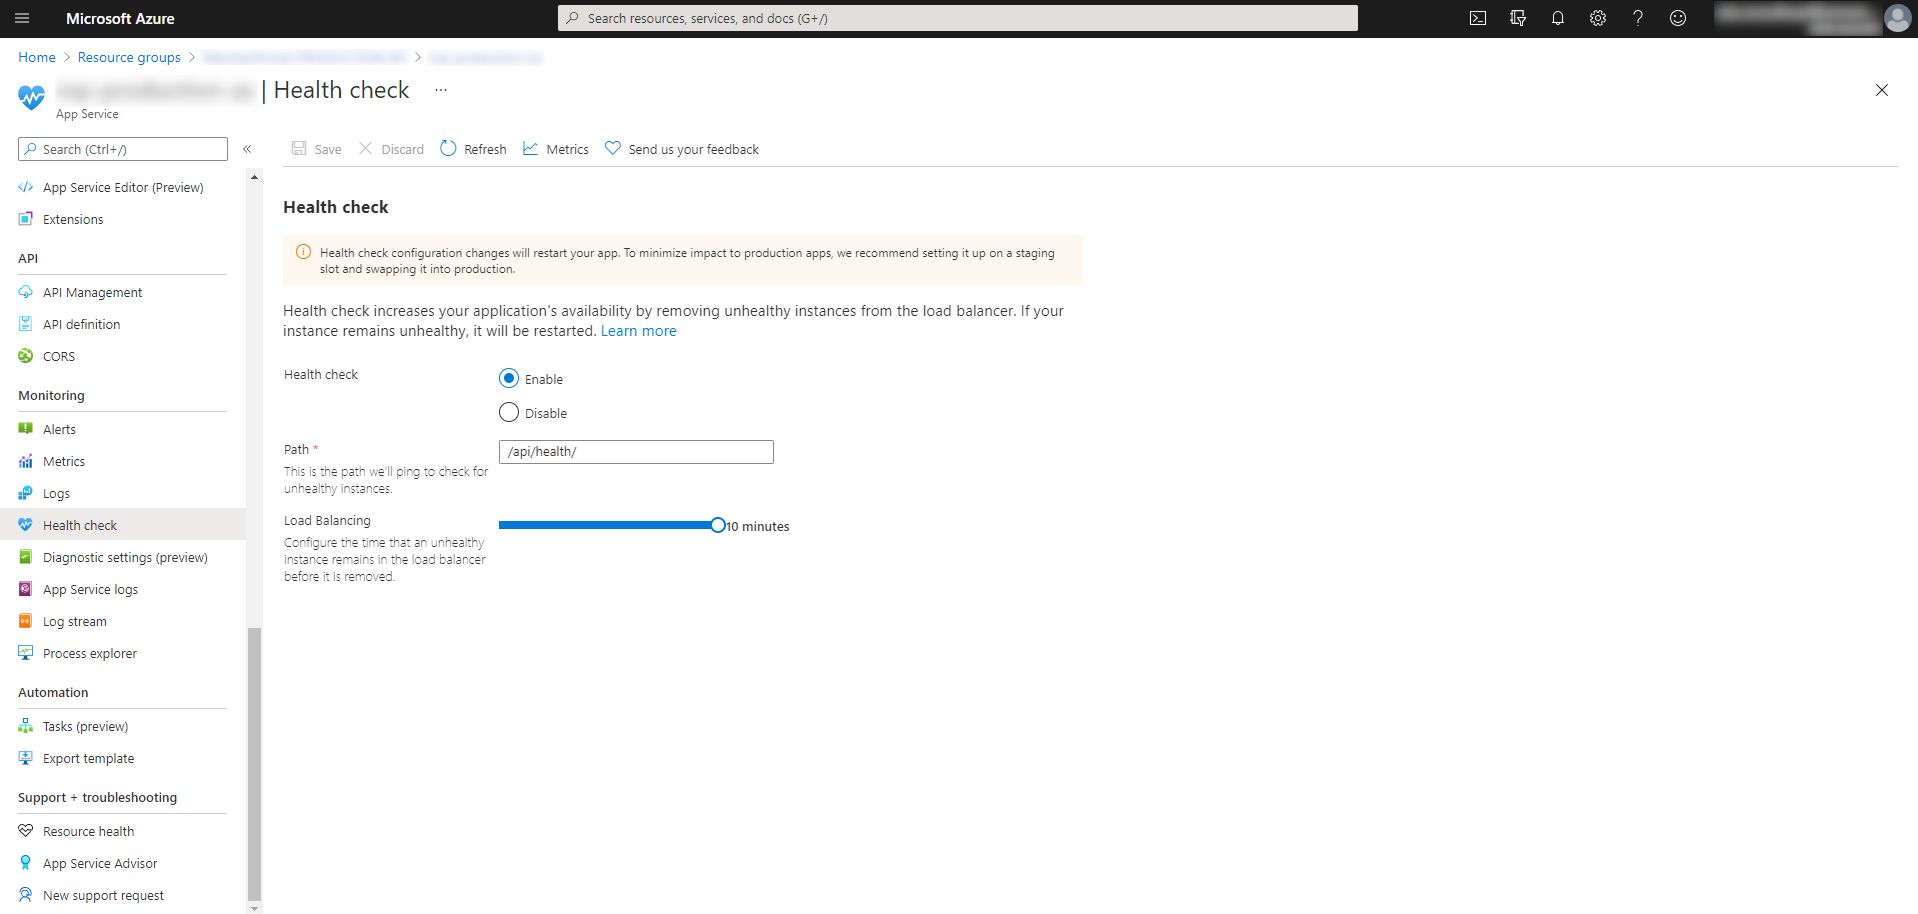 Microsoft Azure
Search resources, services, and docs (G+/)
Home > Resource groups > >
| Health check ...
App Service
Search (Ctrl+/)
«
Save
Discard
Refresh
Metrics
Send us your feedback
App Service Editor (Preview)
Extensions
API
API Management
API definition
CORS
Monitoring
Alerts
Metrics
Logs
Health check
Diagnostic settings (preview)
App Service logs
Log stream
Process explorer
Automation
Tasks (preview)
Export template
Support + troubleshooting
Resource health
App Service Advisor
New support request
Health check
Health check configuration changes will restart your app. To minimize impact to production apps, we recommend setting it up on a staging
slot and swapping it into production.
Health check increases your application's availability by removing unhealthy instances from the load balancer. If your
instance remains unhealthy, it will be restarted. Learn more
Health check
Enable
Disable
Path *
/api/health/
This is the path we'll ping to check for
unhealthy instances.
Load Balancing
10 minutes
Configure the time that an unhealthy
instance remains in the load balancer
before it is removed.